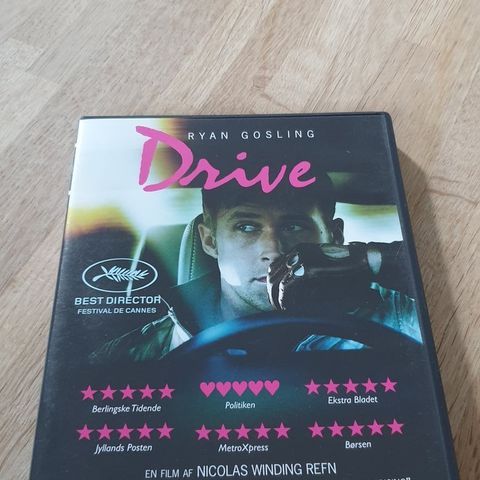 RYAN GOSLING
Drive
BEST DIRECTOR
FESTIVAL DE CANNES
Berlingske Tidende
Politiken
Ekstra Bladet
Jyllands Posten
MetroXpress
Børsen
EN FILM AF NICOLAS WINDING REFN